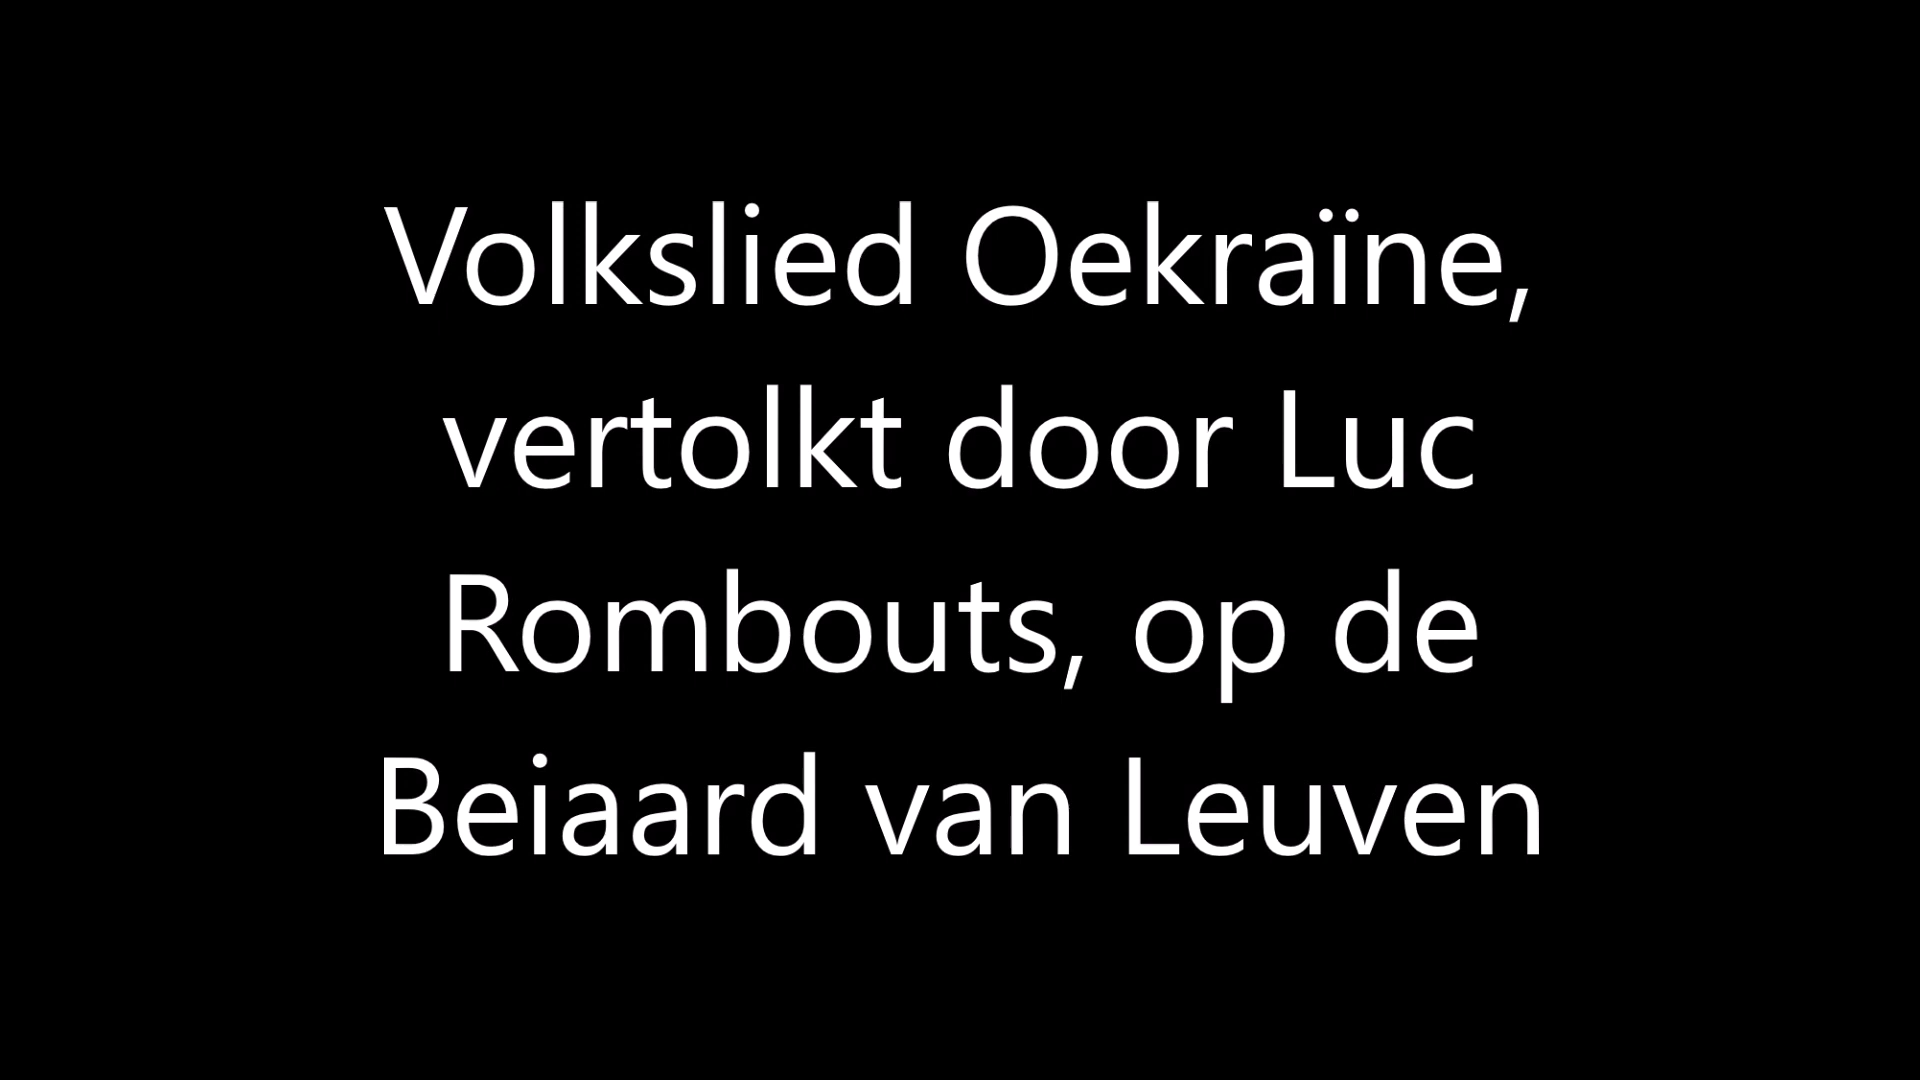 Volkslied Oekraïne,
vertolkt door Luc
Rombouts, op de
Beiaard van Leuven